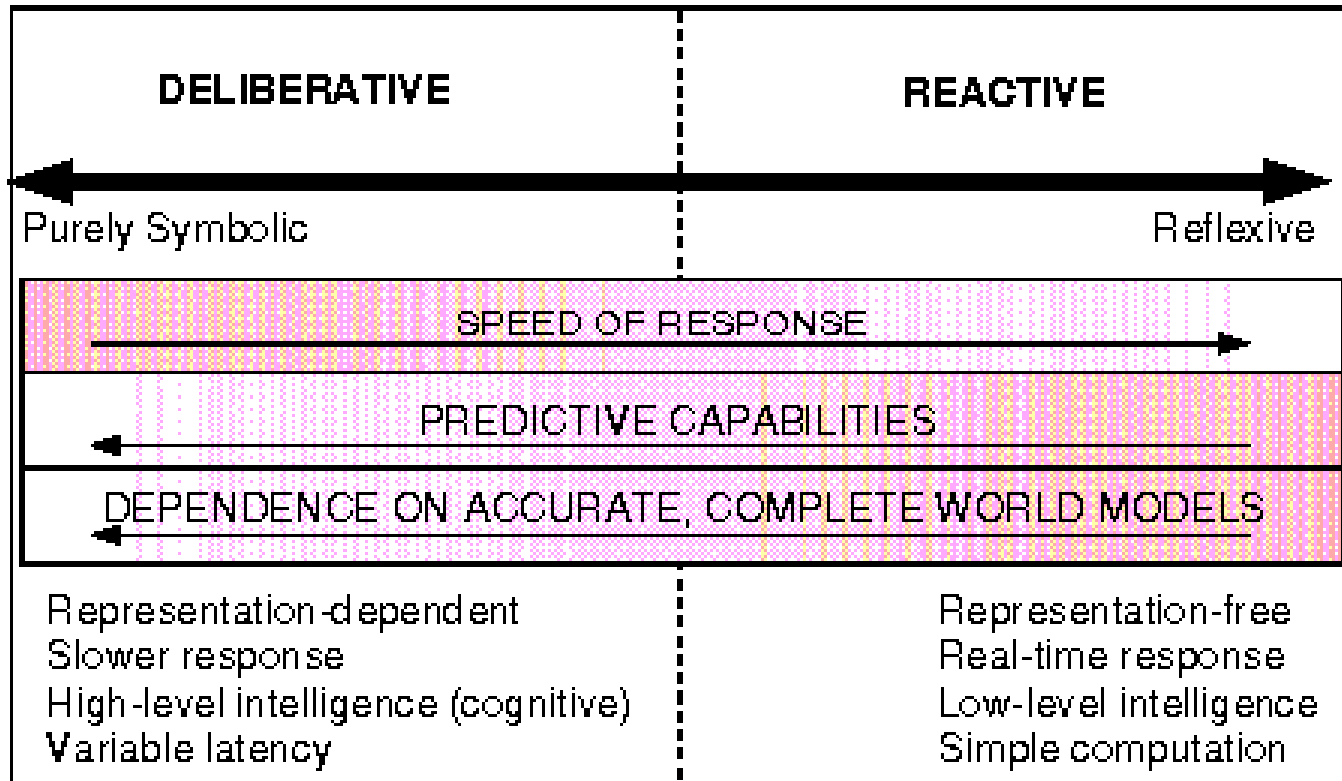 DELIBERATIVE
REACTIVE
Purely Symbolic
Reflexive
SPEED OF RESPONSE
PREDICTIVE CAPABILITIES
DEPENDENCE ON ACCURATE, COMPLETE WORLD MODELS
Representation-dependent
Slower response
High-level intelligence (cognitive)
Variable latency
Representation-free
Real-time response
Low-level intelligence
Simple computation